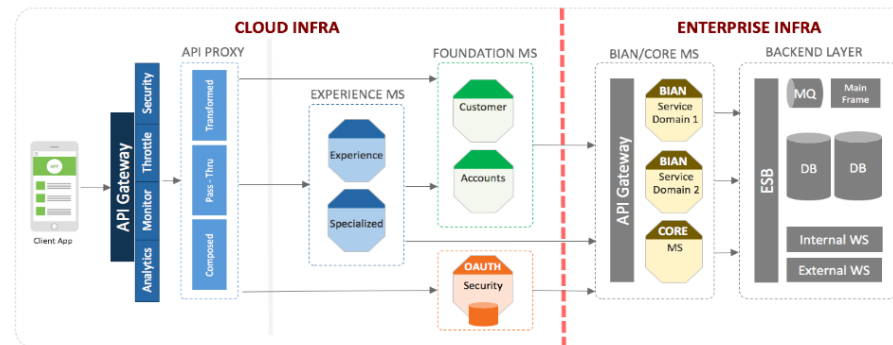 CLOUD INFRA
ENTERPRISE INFRA
API PROXY
FOUNDATION MS
BIAN/CORE MS
BACKEND LAYER
EXPERIENCE MS
APP
Client App
API Gateway
Security
Throttle
Monitor
Analytics
Transformed
Pass - Thru
Composed
Experience
Specialized
Customer
Accounts
OAUTH
Security
API Gateway
BIAN
Service
Domain 1
BIAN
Service
Domain 2
CORE
MS
ESB
MQ
Main
Frame
DB
DB
Internal WS
External WS